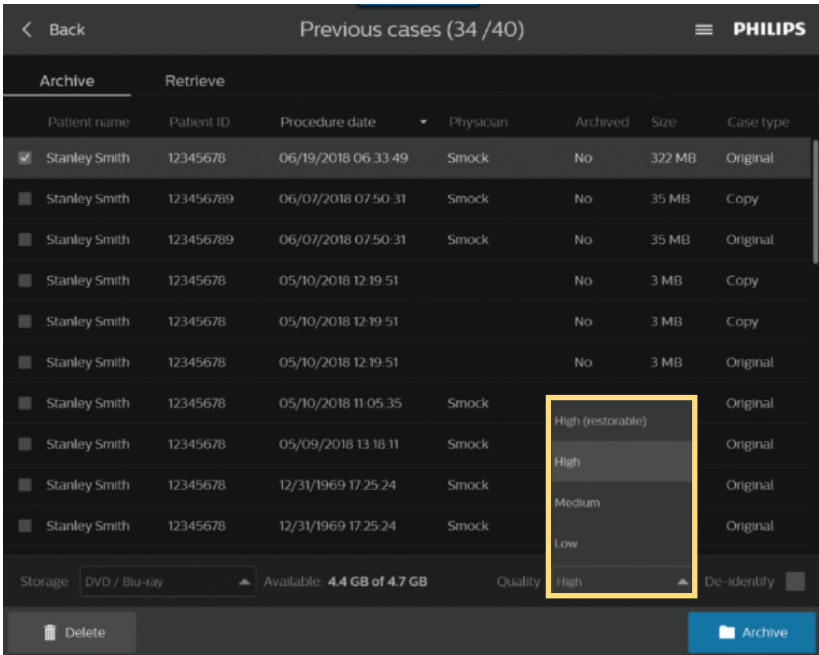 Back Previous cases (34 /40) PHILIPS
Archive Retrieve
Patient name Patient ID Procedure date Physician Archived Size Case type
Stanley Smith 12345678 06/19/2018 06:33:49 Smock No 322 MB Original
Stanley Smith 123456789 06/07/2018 07:50:31 Smock No 35 MB Copy
Stanley Smith 123456789 06/07/2018 07:50:31 Smock No 35 MB Original
Stanley Smith 12345678 05/10/2018 12:19:51 No 3 MB Copy
Stanley Smith 12345678 05/10/2018 12:19:51 No 3 MB Copy
Stanley Smith 12345678 05/10/2018 12:19:51 No 3 MB Original
Stanley Smith 12345678 05/10/2018 11:05:35 Smock Original
High (restorable)
Stanley Smith 12345678 05/09/2018 13:18:11 Smock Original
High
Stanley Smith 12345678 12/31/1969 17:25:24 Smock Original
Medium
Stanley Smith 12345678 12/31/1969 17:25:24 Smock Original
Low
Storage DVD / Blu-ray Available: 4.4 GB of 4.7 GB Quality High De-identify
Delete Archive